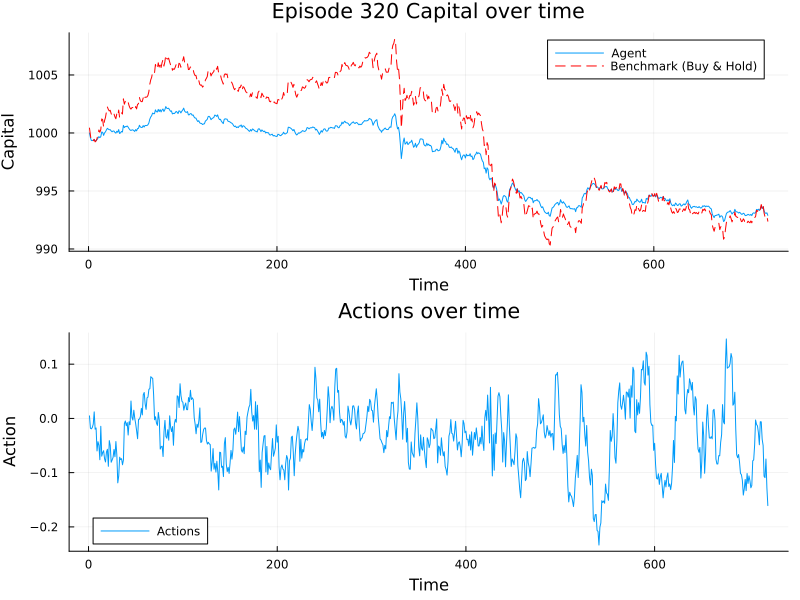 Episode 320 Capital over time
Capital
1005
1000
995
990
Agent
Benchmark (Buy & Hold)
0 200 400 600
Time
Actions over time
Action
0.1
0.0
−0.1
−0.2
Actions
0 200 400 600
Time